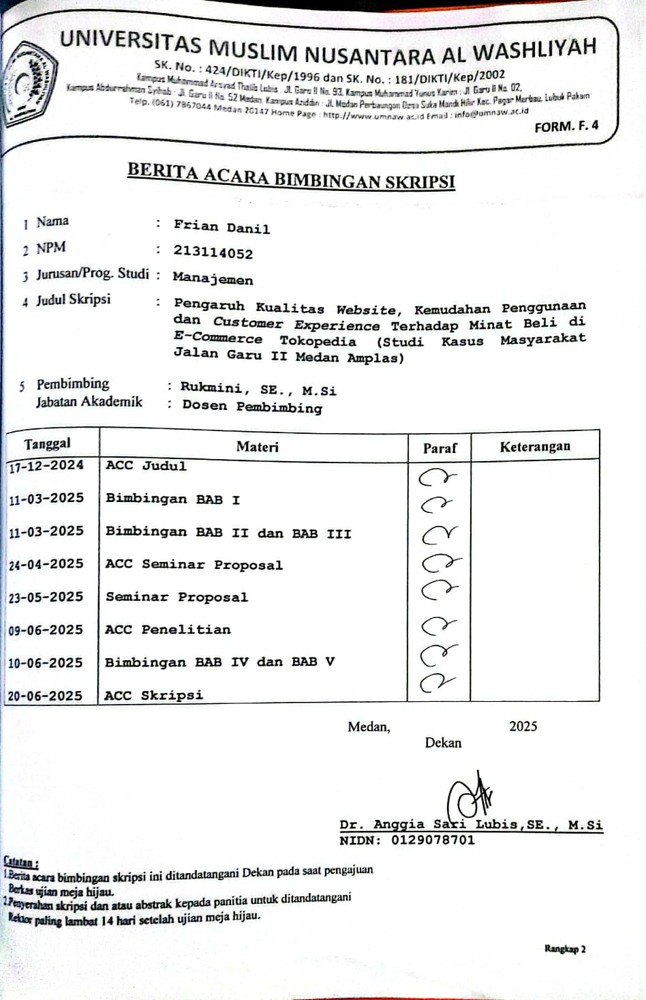 UNIVERSITAS MUSLIM NUSANTARA AL WASHLIYAH
SK. No. : 424/DIKTI/Kep/1996 dan SK. No. : 181/DIKTI/Kep/2002
Kampus Muhammad Arsyad Thalib Lubis : Jl. Garu II No. 93, Kampus Muhammad Yunus Karim : Jl. Garu II No. 02,
Kampus Abdurrahman Syihab : Jl. Garu II No. 52 Medan, Kampus Aziddin : Jl. Medan Perbaungan Desa Suka Mandi Hilir Kec. Pagar Merbau, Lubuk Pakam
Telp. (061) 7867044 Medan 20147 Home Page : http://www.umnaw.ac.id Email : info@umnaw.ac.id
FORM. F. 4
BERITA ACARA BIMBINGAN SKRIPSI
1 Nama : Frian Danil
2 NPM : 213114052
3 Jurusan/Prog. Studi : Manajemen
4 Judul Skripsi : Pengaruh Kualitas Website, Kemudahan Penggunaan
dan Customer Experience Terhadap Minat Beli di
E-Commerce Tokopedia (Studi Kasus Masyarakat
Jalan Garu II Medan Amplas)
5 Pembimbing : Rukmini, SE., M.Si
Jabatan Akademik : Dosen Pembimbing
Tanggal Materi Paraf Keterangan
17-12-2024 ACC Judul
11-03-2025 Bimbingan BAB I
11-03-2025 Bimbingan BAB II dan BAB III
24-04-2025 ACC Seminar Proposal
23-05-2025 Seminar Proposal
09-06-2025 ACC Penelitian
10-06-2025 Bimbingan BAB IV dan BAB V
20-06-2025 ACC Skripsi
Medan, 2025
Dekan
Dr. Anggia Sari Lubis,SE., M.Si
NIDN: 0129078701
Catatan :
1.Berita acara bimbingan skripsi ini ditandatangani Dekan pada saat pengajuan
Berkas ujian meja hijau.
2.Penyerahan skripsi dan atau abstrak kepada panitia untuk ditandatangani
Rektor paling lambat 14 hari setelah ujian meja hijau.
Rangkap 2